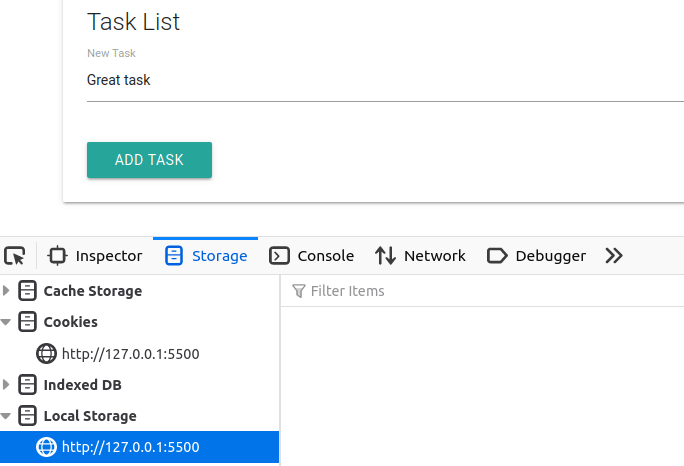 Task List
New Task
Great task
ADD TASK
Inspector Storage Console Network Debugger
Cache Storage
Filter Items
Cookies
http://127.0.0.1:5500
Indexed DB
Local Storage
http://127.0.0.1:5500